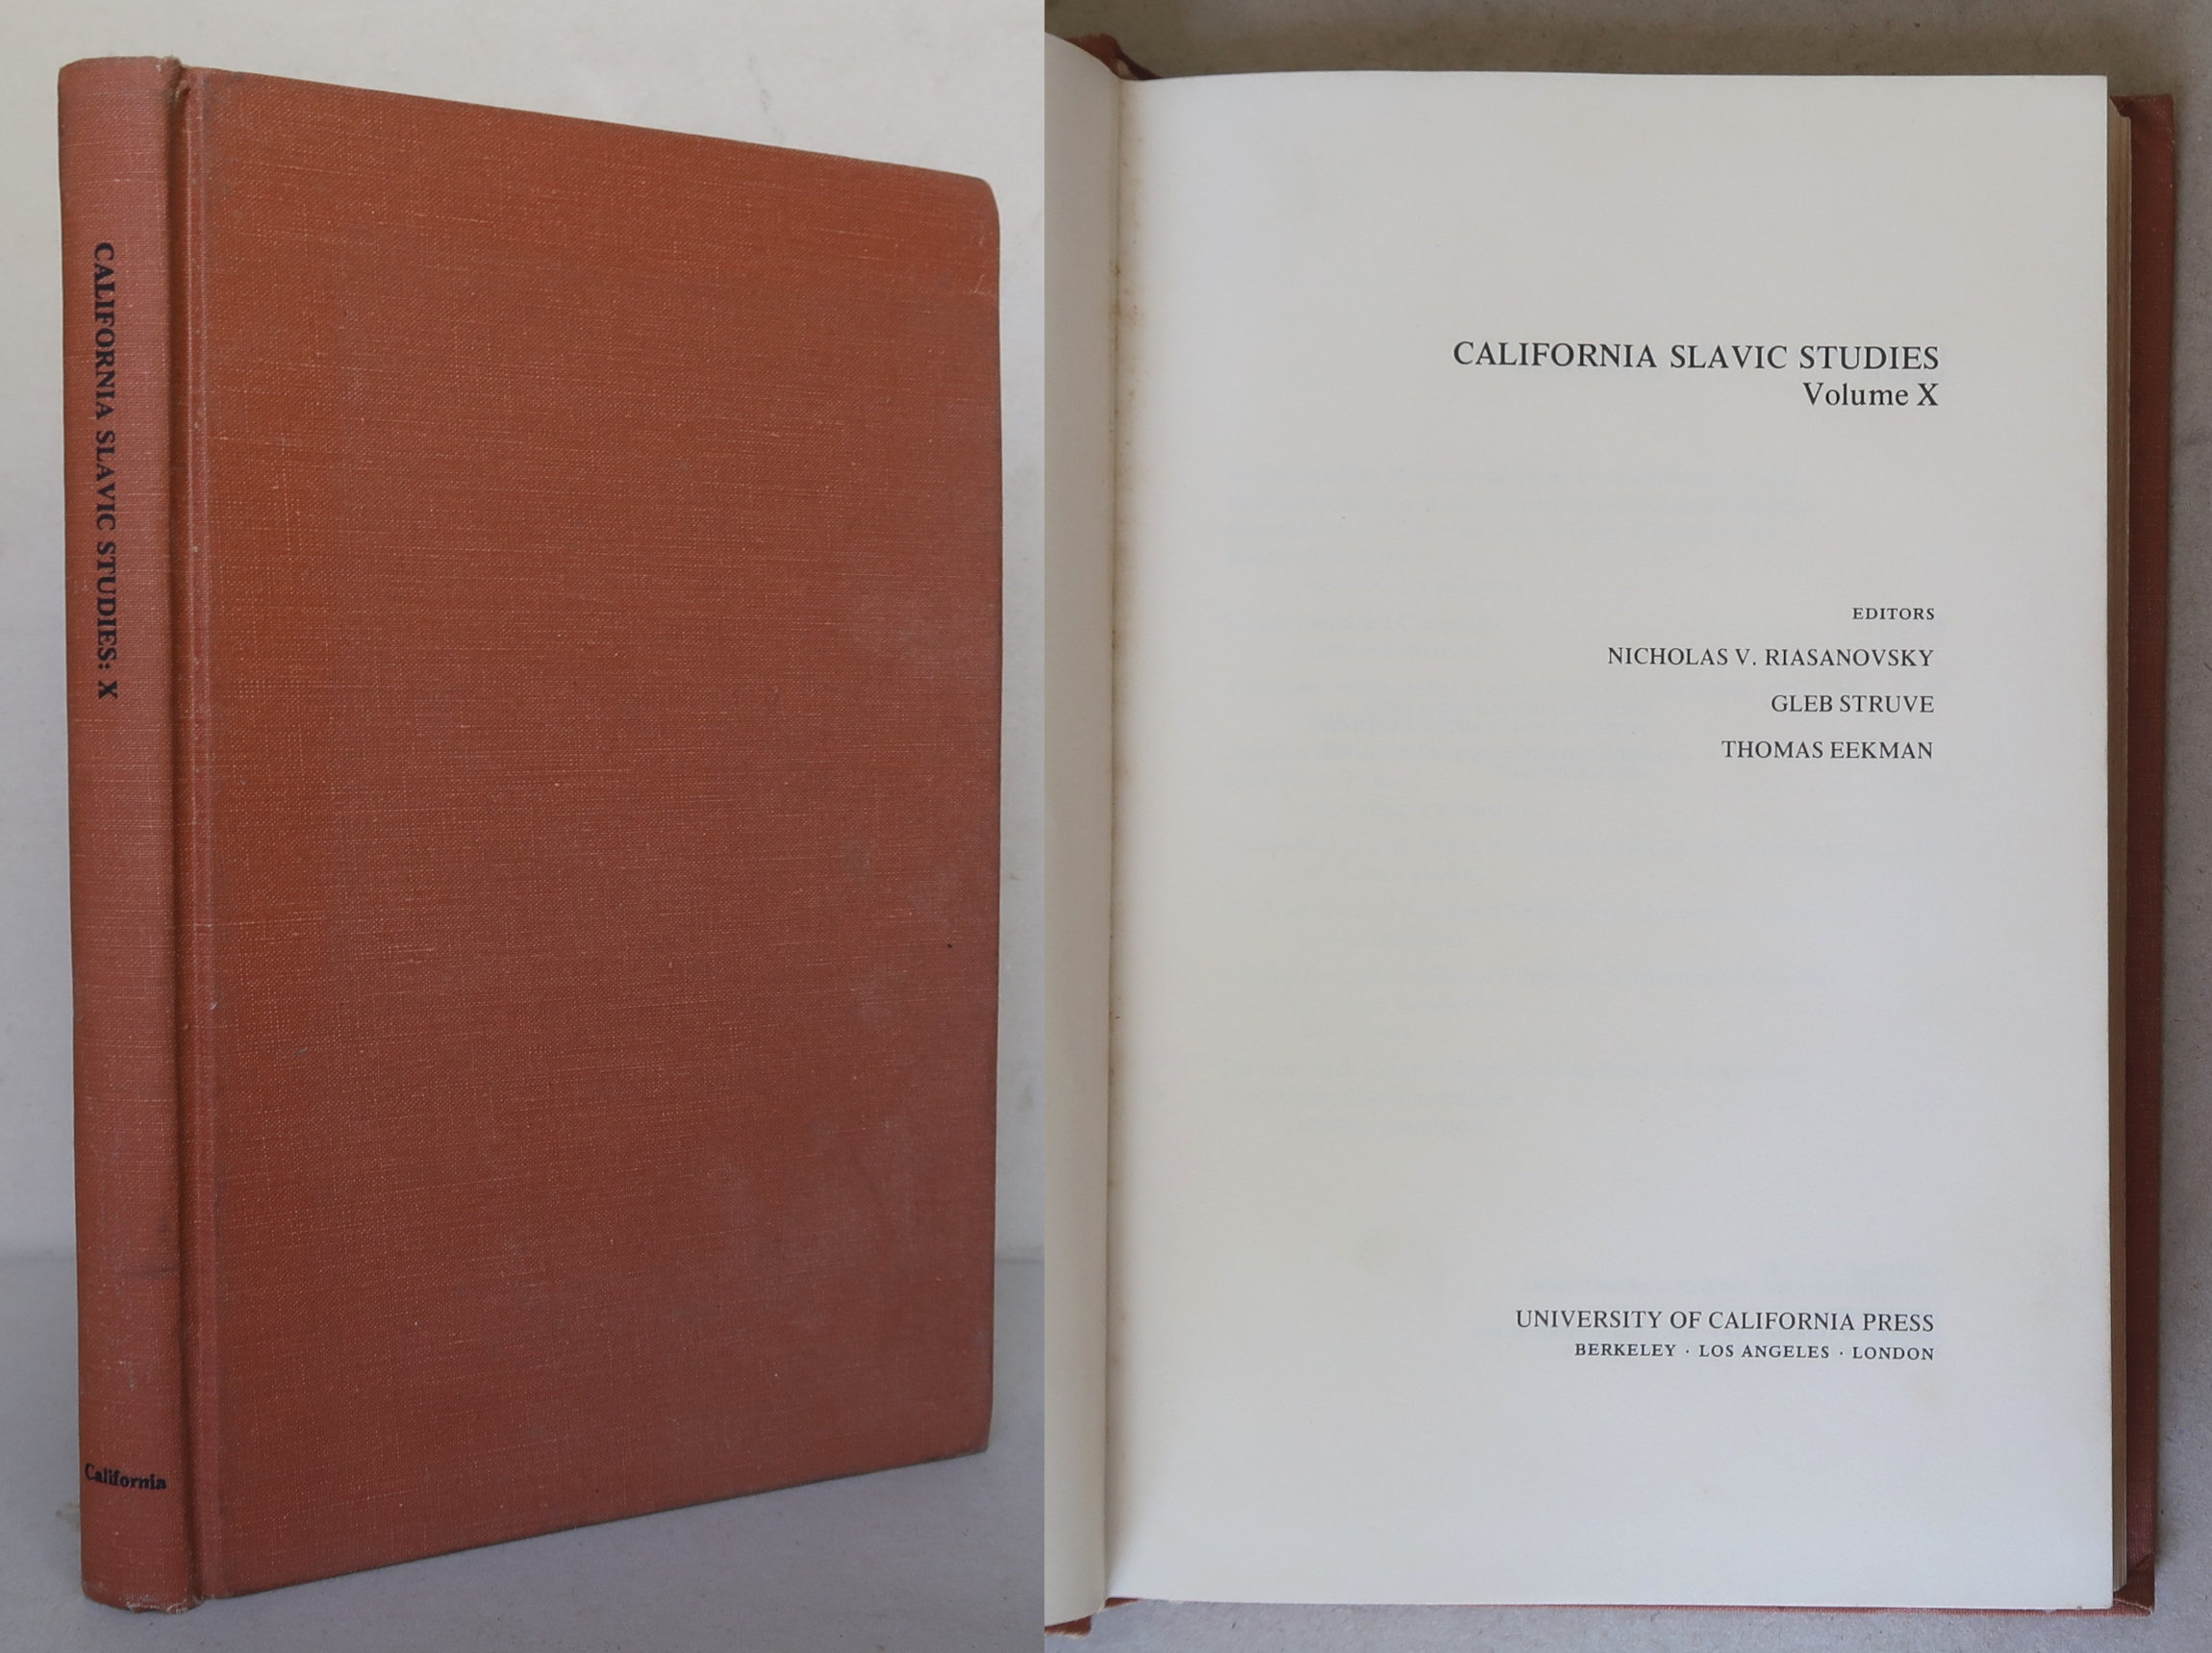 CALIFORNIA SLAVIC STUDIES: X
California
CALIFORNIA SLAVIC STUDIES
Volume X
EDITORS
NICHOLAS V. RIASANOVSKY
GLEB STRUVE
THOMAS EEKMAN
UNIVERSITY OF CALIFORNIA PRESS
BERKELEY · LOS ANGELES · LONDON